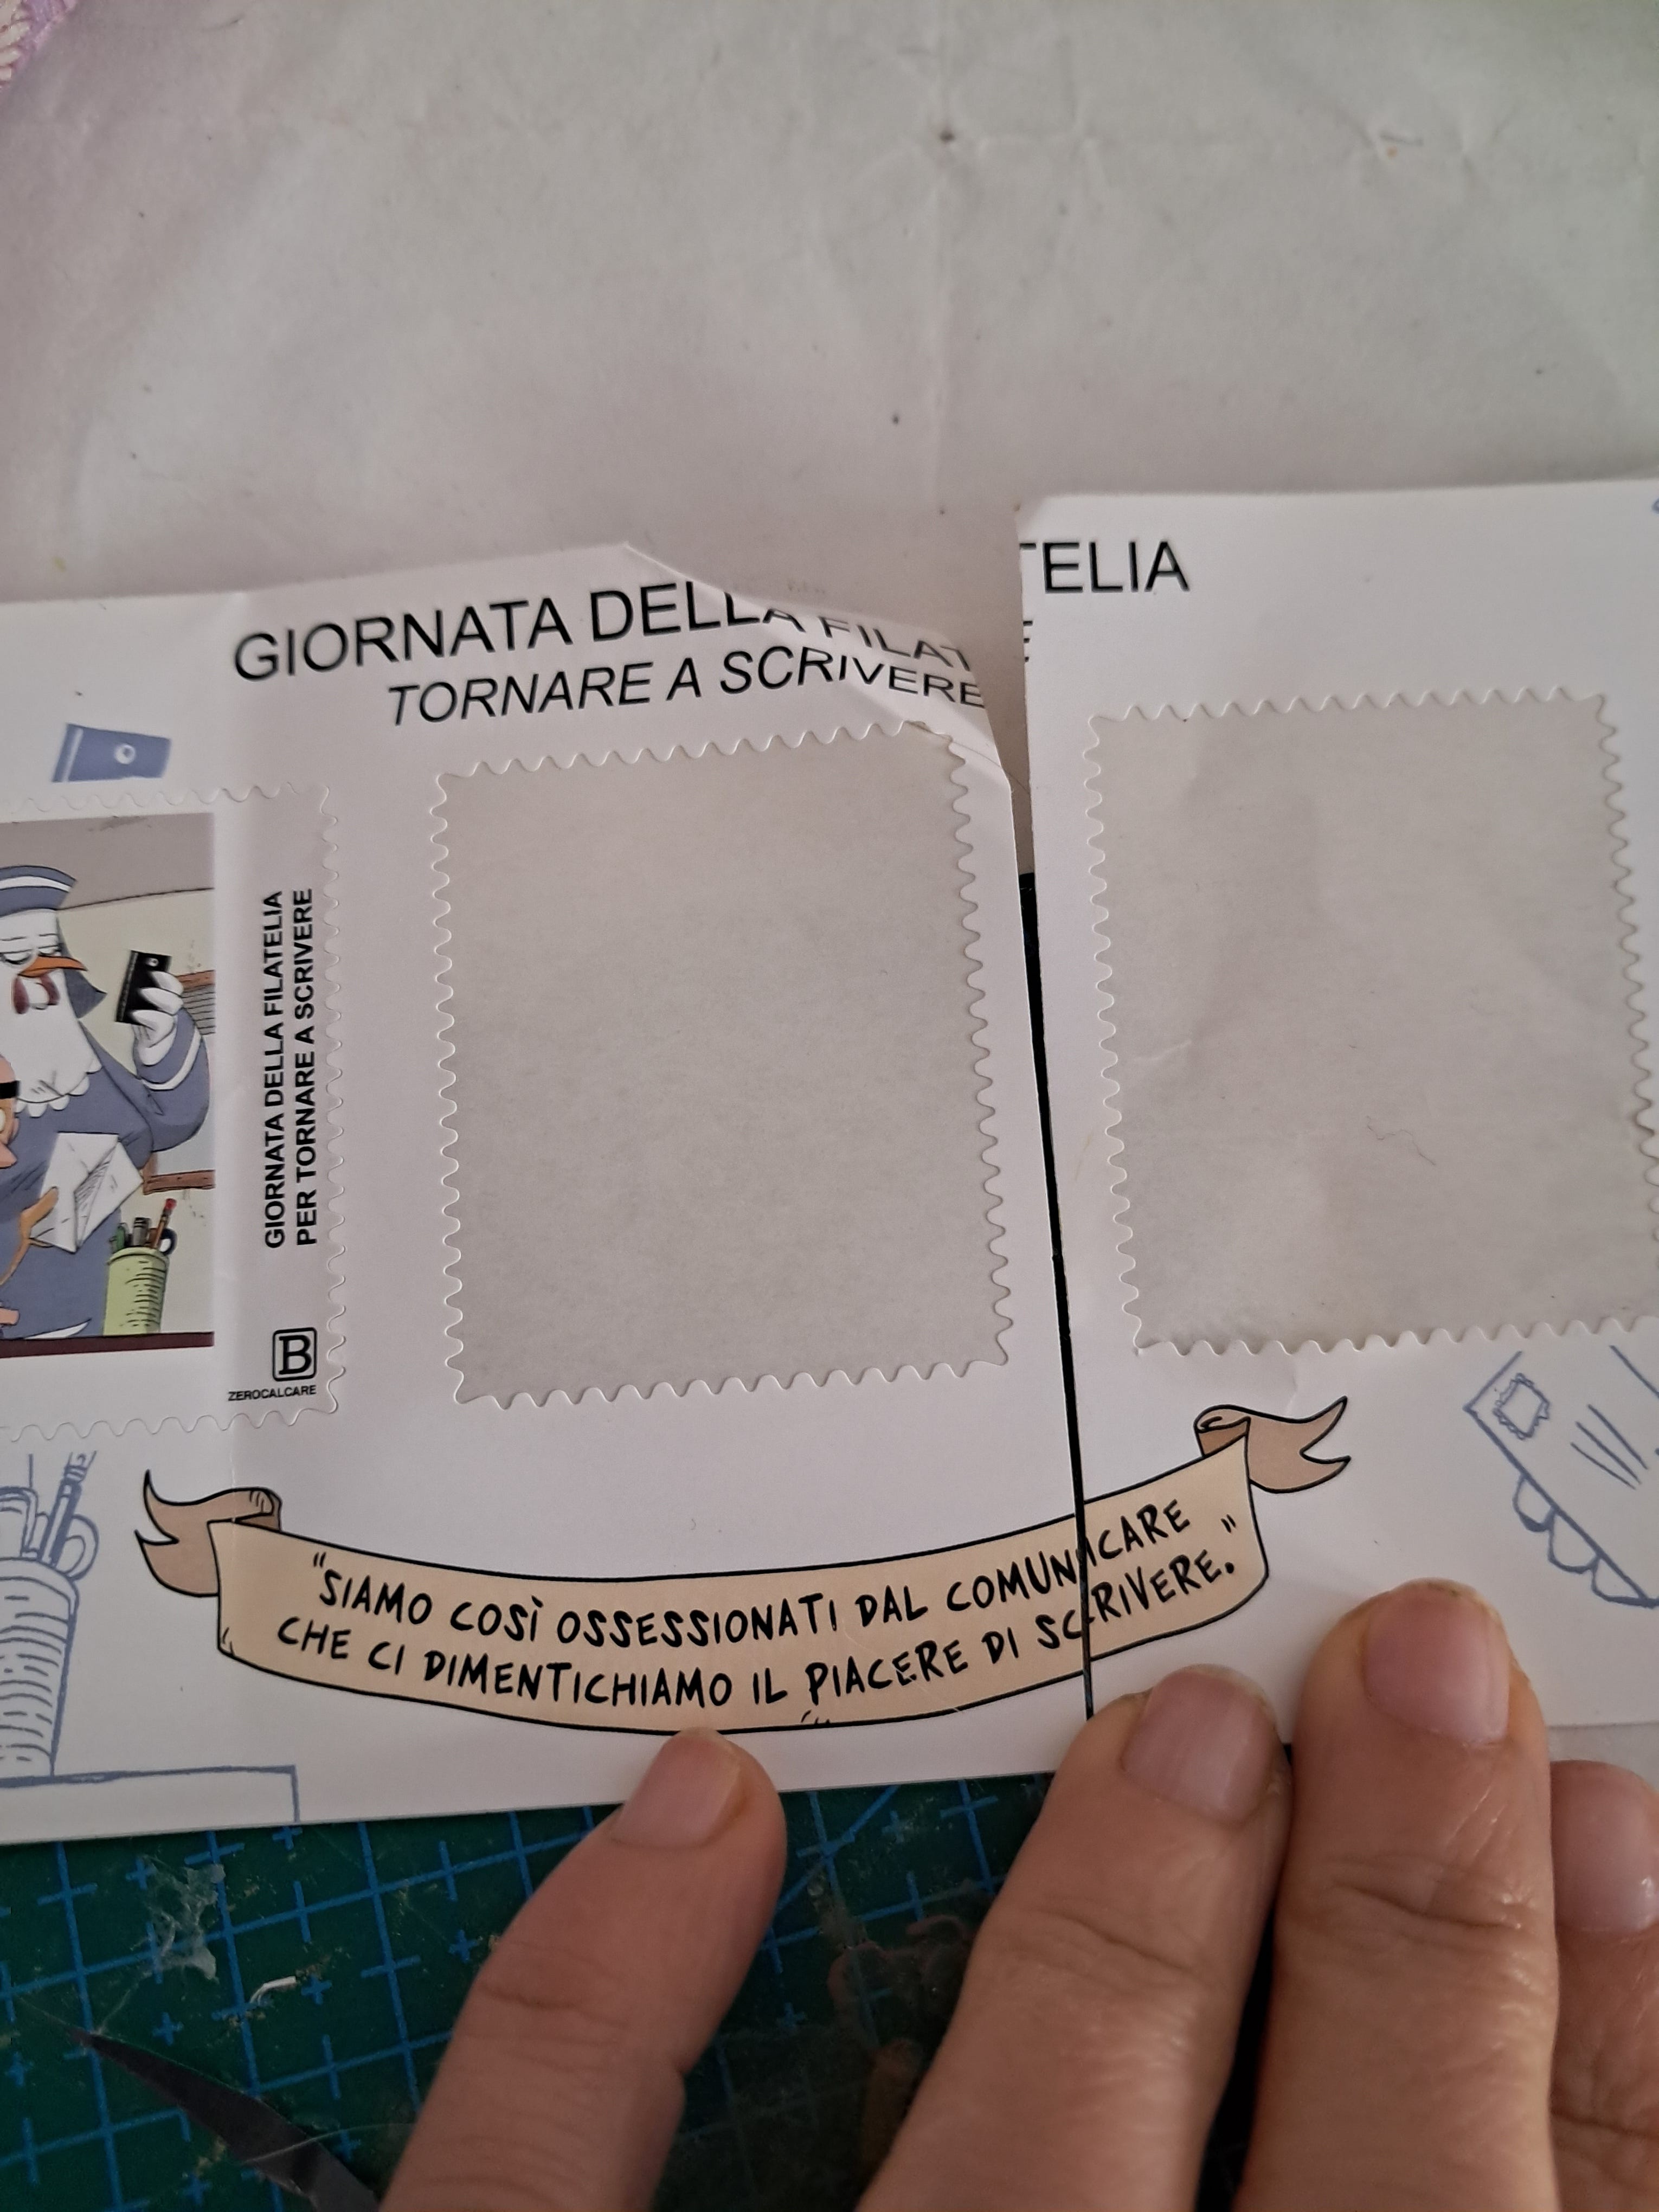 GIORNATA DELLA FILAT TELIA
TORNARE A SCRIVERE
GIORNATA DELLA FILATELIA
PER TORNARE A SCRIVERE
B
ZEROCALCARE
"SIAMO COSÌ OSSESSIONATI DAL COMUNICARE
CHE CI DIMENTICHIAMO IL PIACERE DI SCRIVERE."